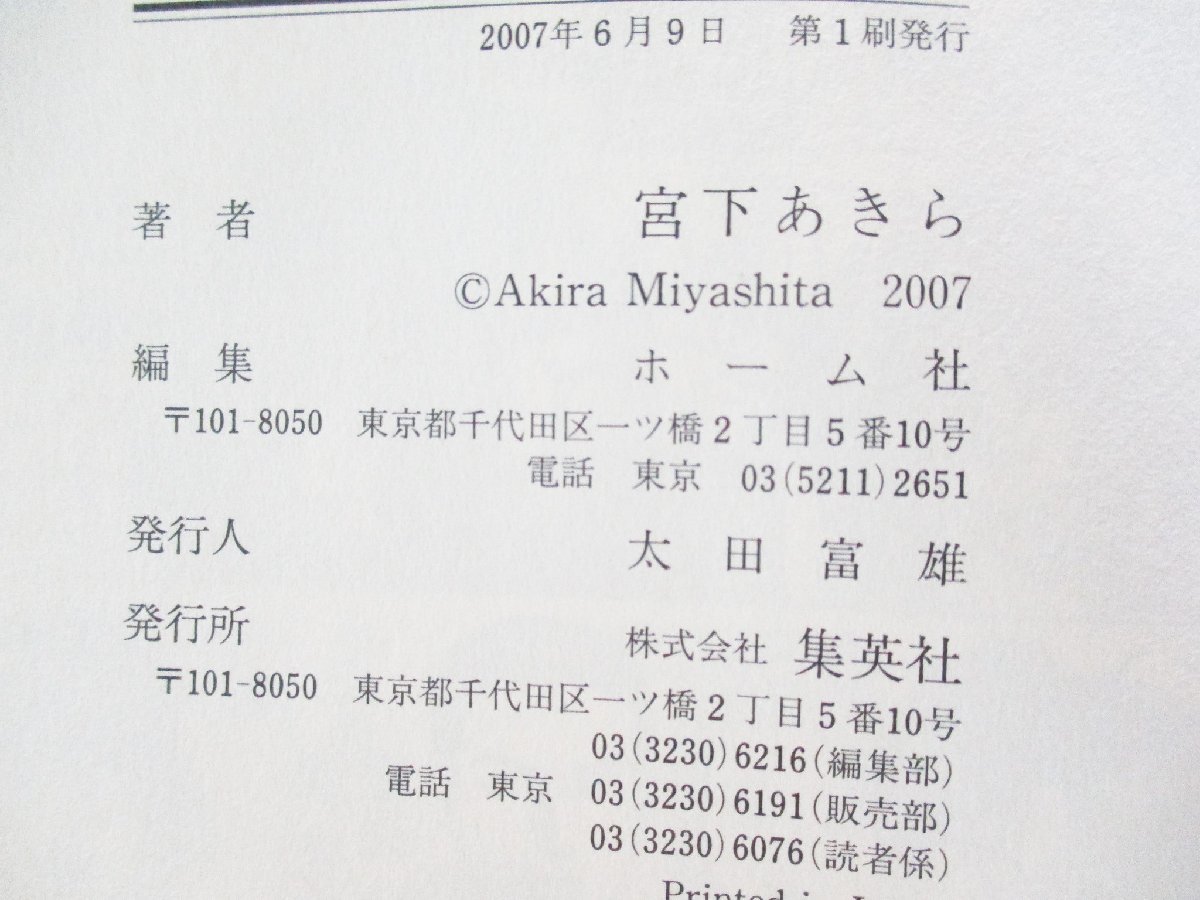 2007年6月9日　第1刷発行
著　者　宮下あきら
©Akira Miyashita　2007
編　集　ホーム社
〒101-8050　東京都千代田区一ツ橋2丁目5番10号
電話　東京　03(5211)2651
発行人　太田富雄
発行所　株式会社 集英社
〒101-8050　東京都千代田区一ツ橋2丁目5番10号
03(3230)6216(編集部)
電話　東京　03(3230)6191(販売部)
03(3230)6076(読者係)
Printed in